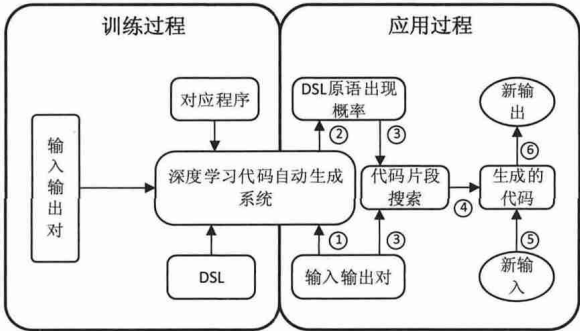 训练过程
应用过程
对应程序
DSL原语出现
概率
新输
出
②
③
⑥
输
入
输
出
对
深度学习代码自动生成
系统
代码片段
搜索
④
生成的
代码
①
③
⑤
DSL
输入输出对
新输
入